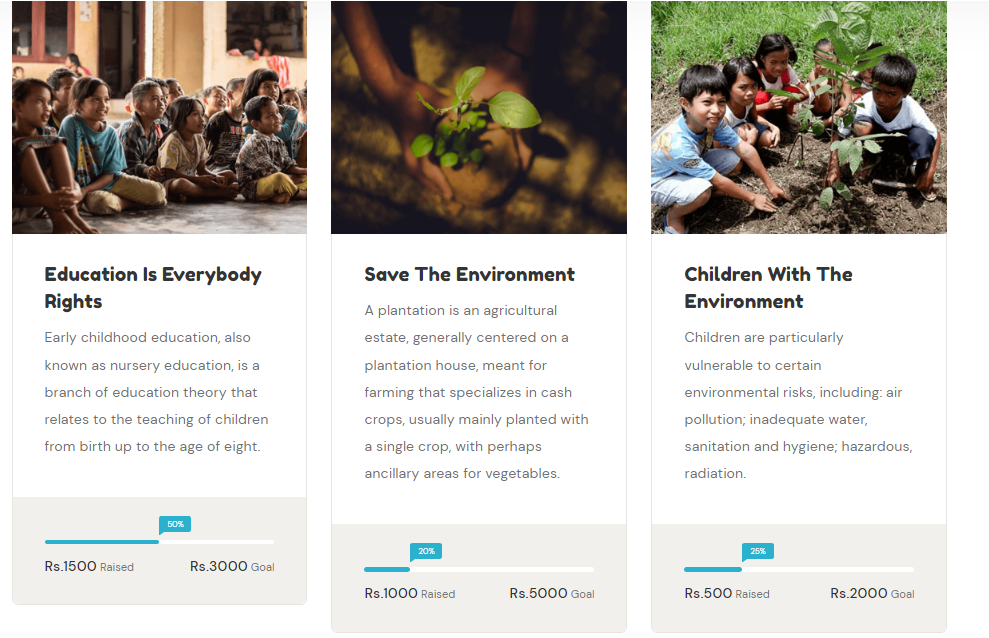 Education Is Everybody
Rights
Early childhood education, also
known as nursery education, is a
branch of education theory that
relates to the teaching of children
from birth up to the age of eight.
50%
Rs.1500 Raised
Rs.3000 Goal
Save The Environment
A plantation is an agricultural
estate, generally centered on a
plantation house, meant for
farming that specializes in cash
crops, usually mainly planted with
a single crop, with perhaps
ancillary areas for vegetables.
20%
Rs.1000 Raised
Rs.5000 Goal
Children With The
Environment
Children are particularly
vulnerable to certain
environmental risks, including: air
pollution; inadequate water,
sanitation and hygiene; hazardous,
radiation.
25%
Rs.500 Raised
Rs.2000 Goal